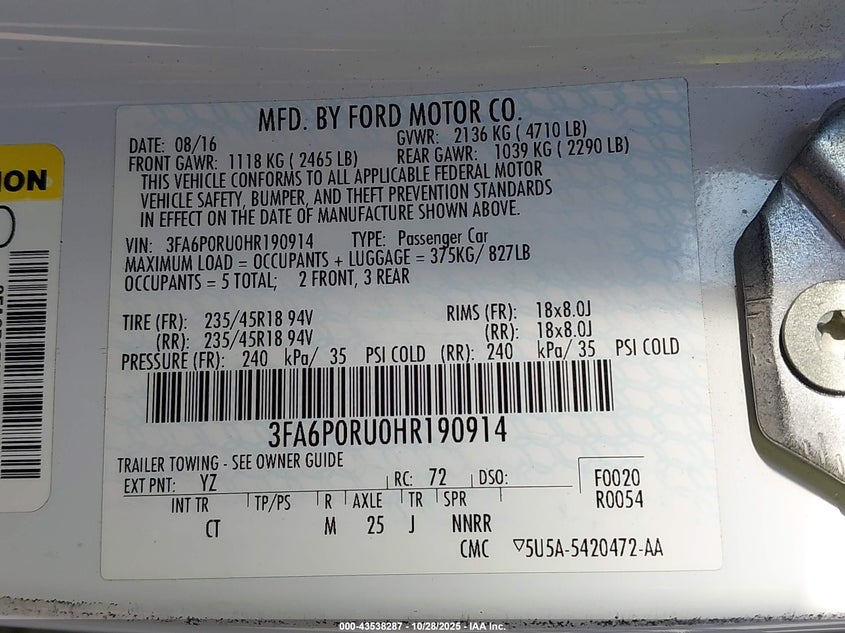 MFD. BY FORD MOTOR CO.
DATE: 08/16 GVWR: 2136 KG ( 4710 LB)
FRONT GAWR: 1118 KG ( 2465 LB) REAR GAWR: 1039 KG ( 2290 LB)
THIS VEHICLE CONFORMS TO ALL APPLICABLE FEDERAL MOTOR
VEHICLE SAFETY, BUMPER, AND THEFT PREVENTION STANDARDS
IN EFFECT ON THE DATE OF MANUFACTURE SHOWN ABOVE.
VIN: 3FA6P0RU0HR190914 TYPE: Passenger Car
MAXIMUM LOAD = OCCUPANTS + LUGGAGE = 375KG/ 827LB
OCCUPANTS = 5 TOTAL; 2 FRONT, 3 REAR
TIRE (FR): 235/45R18 94V RIMS (FR): 18x8.0J
(RR): 235/45R18 94V (RR): 18x8.0J
PRESSURE (FR): 240 kPa/ 35 PSI COLD (RR): 240 kPa/ 35 PSI COLD
3FA6P0RU0HR190914
TRAILER TOWING - SEE OWNER GUIDE
EXT PNT: YZ RC: 72 DSO: F0020
INT TR TP/PS R AXLE TR SPR R0054
CT M 25 J NNRR
CMC ▽5U5A-5420472-AA
000-43538287 - 10/28/2025 - IAA Inc.